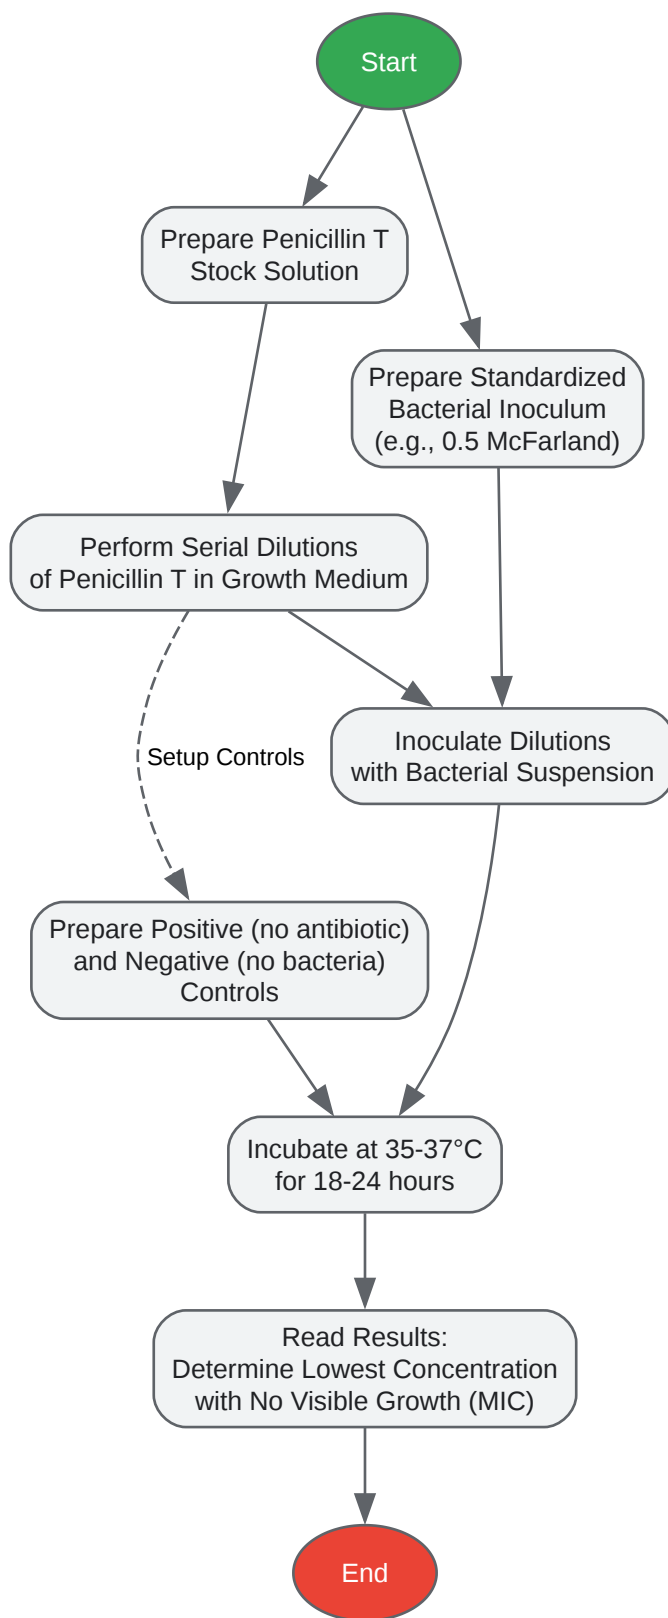 Start
Prepare Penicillin T
Stock Solution
Prepare Standardized
Bacterial Inoculum
(e.g., 0.5 McFarland)
Perform Serial Dilutions
of Penicillin T in Growth Medium
Setup Controls
Inoculate Dilutions
with Bacterial Suspension
Prepare Positive (no antibiotic)
and Negative (no bacteria)
Controls
Incubate at 35-37°C
for 18-24 hours
Read Results:
Determine Lowest Concentration
with No Visible Growth (MIC)
End